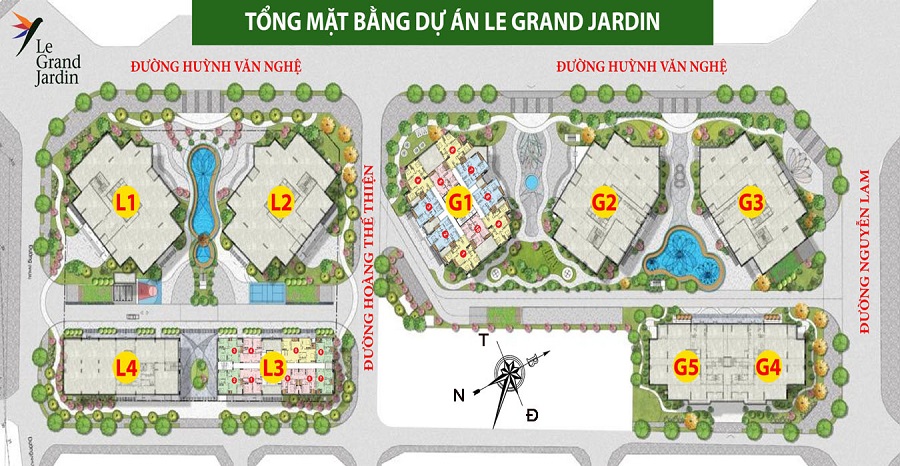 TỔNG MẶT BẰNG DỰ ÁN LE GRAND JARDIN
Le
Grand
Jardin
ĐƯỜNG HUỲNH VĂN NGHỆ
ĐƯỜNG HUỲNH VĂN NGHỆ
ĐƯỜNG HOÀNG THẾ THIỆN
ĐƯỜNG NGUYỄN LAM
L1
L2
G1
G2
G3
L4
L3
G5
G4
T
B
N
Đ